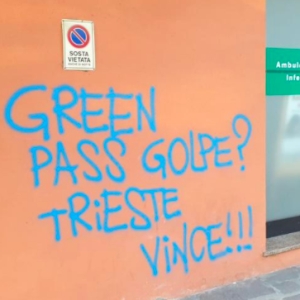 SOSTA
VIETATA
Ambul
Infe
GREEN
PASS GOLPE?
TRIESTE
VINCE!!!